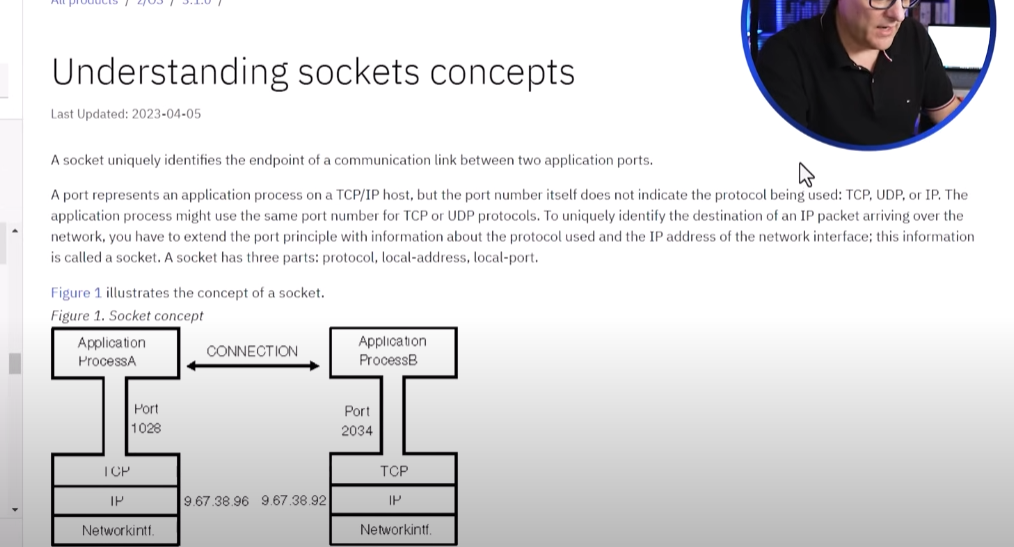 All products / z/OS / 3.1.0 /
Understanding sockets concepts
Last Updated: 2023-04-05
A socket uniquely identifies the endpoint of a communication link between two application ports.
A port represents an application process on a TCP/IP host, but the port number itself does not indicate the protocol being used: TCP, UDP, or IP. The
application process might use the same port number for TCP or UDP protocols. To uniquely identify the destination of an IP packet arriving over the
network, you have to extend the port principle with information about the protocol used and the IP address of the network interface; this information
is called a socket. A socket has three parts: protocol, local-address, local-port.
Figure 1 illustrates the concept of a socket.
Figure 1. Socket concept
Application
ProcessA
CONNECTION
Application
ProcessB
Port
1028
Port
2034
TCP
TCP
IP
9.67.38.96 9.67.38.92
IP
Networkintf.
Networkintf.